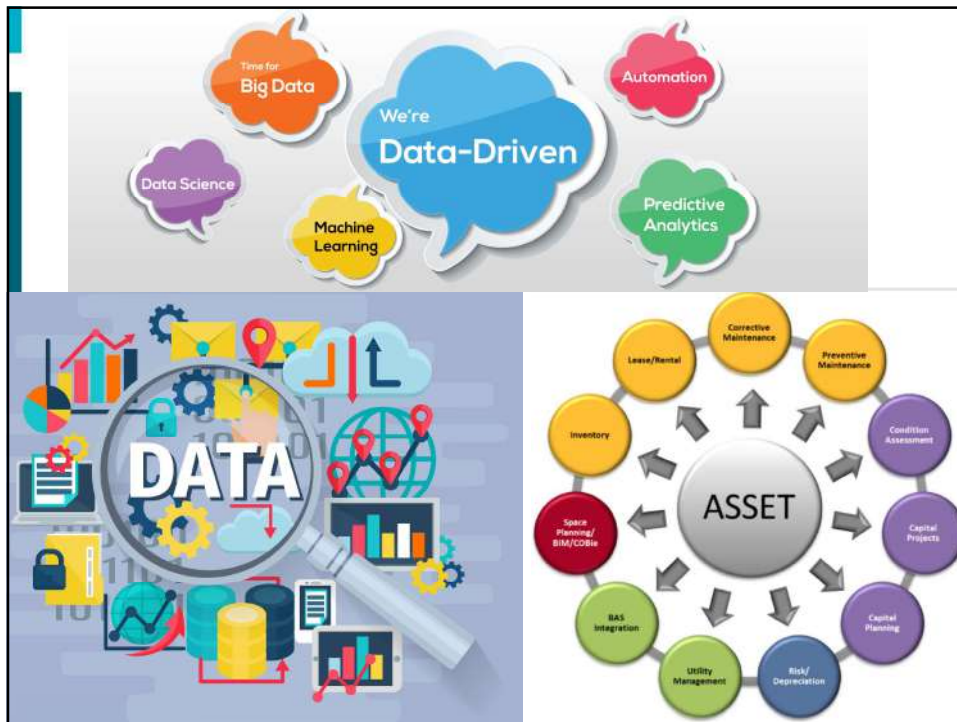 Time for
Big Data
We're
Data-Driven
Automation
Data Science
Machine
Learning
Predictive
Analytics
DATA
ASSET
Corrective
Maintenance
Preventive
Maintenance
Condition
Assessment
Capital
Projects
Capital
Planning
Risk/
Depreciation
Utility
Management
BAS
Integration
Space
Planning/
BIM/COBie
Inventory
Lease/Rental